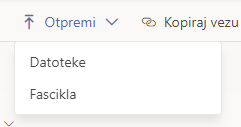 Otpremi Kopiraj vezu
Datoteke
Fascikla